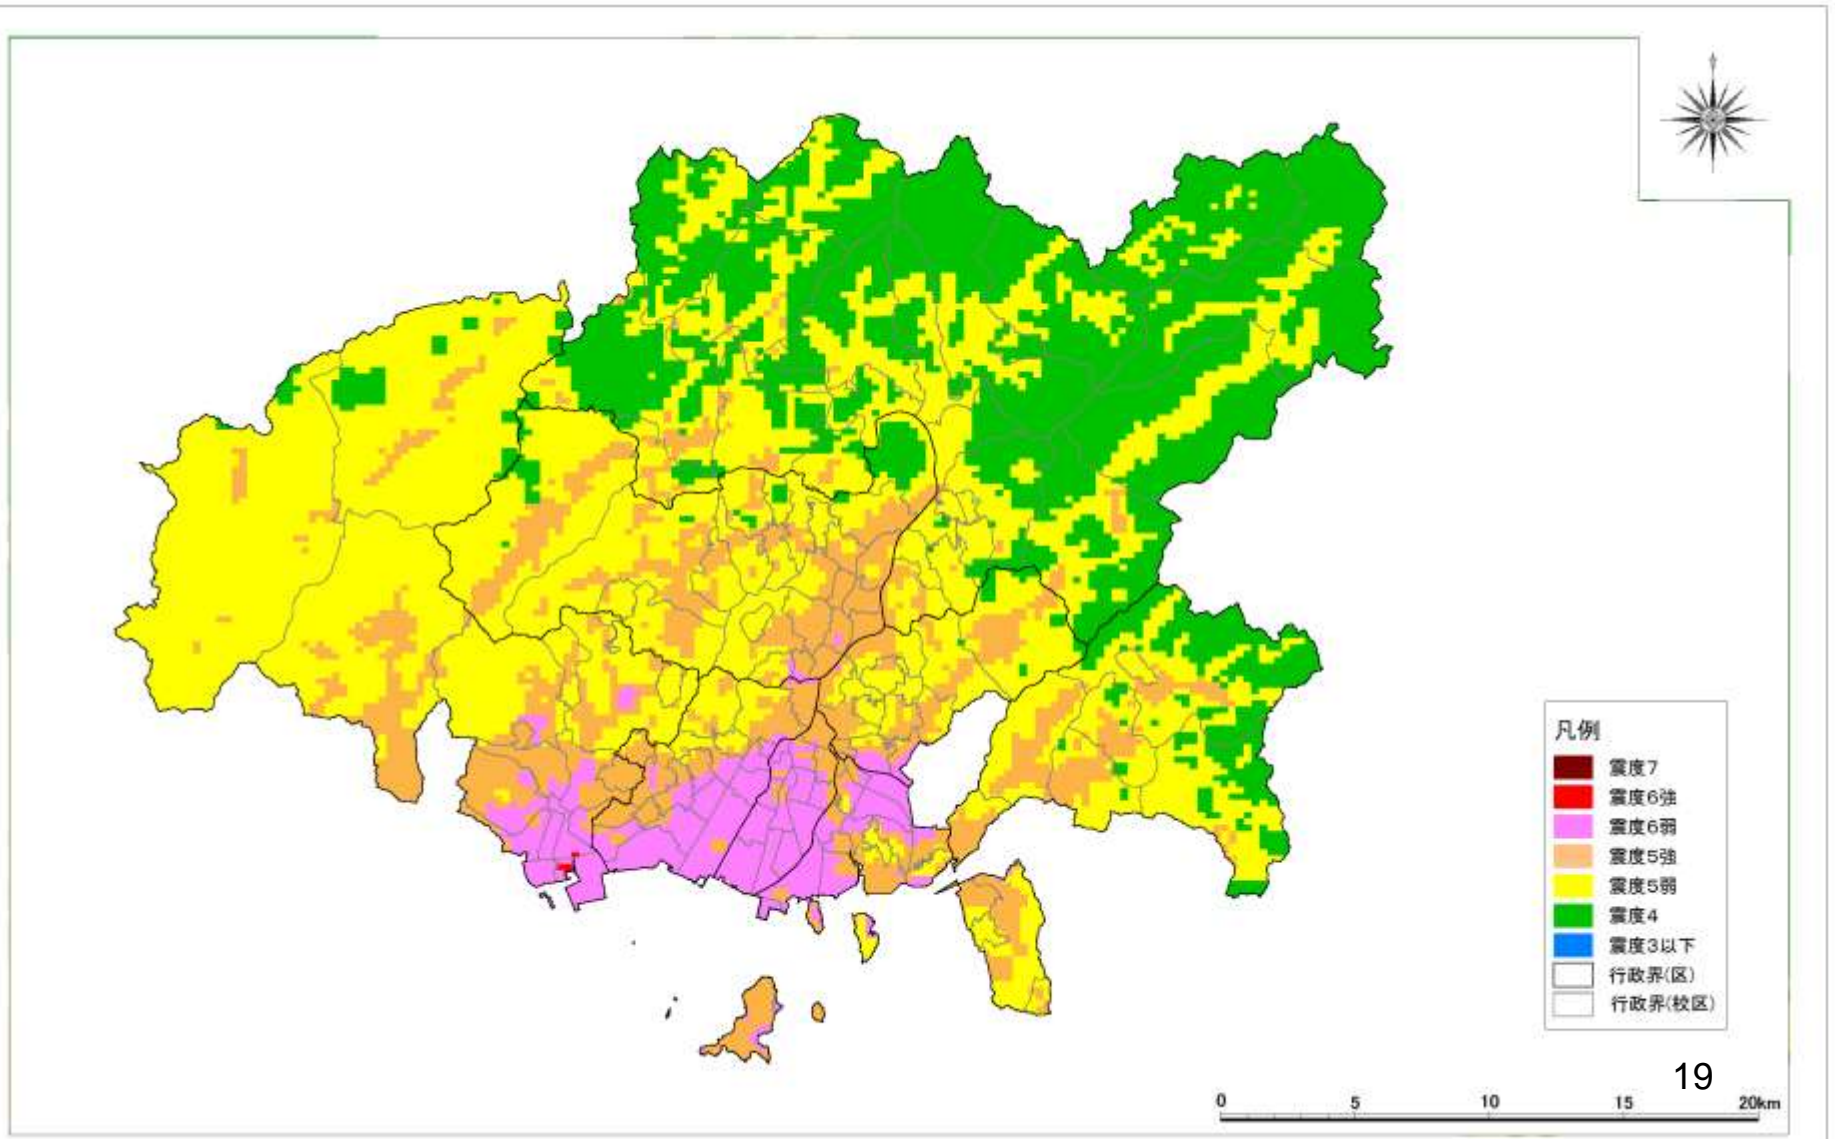 凡例
震度7
震度6強
震度6弱
震度5強
震度5弱
震度4
震度3以下
行政界(区)
行政界(校区)
19
0 5 10 15 20km